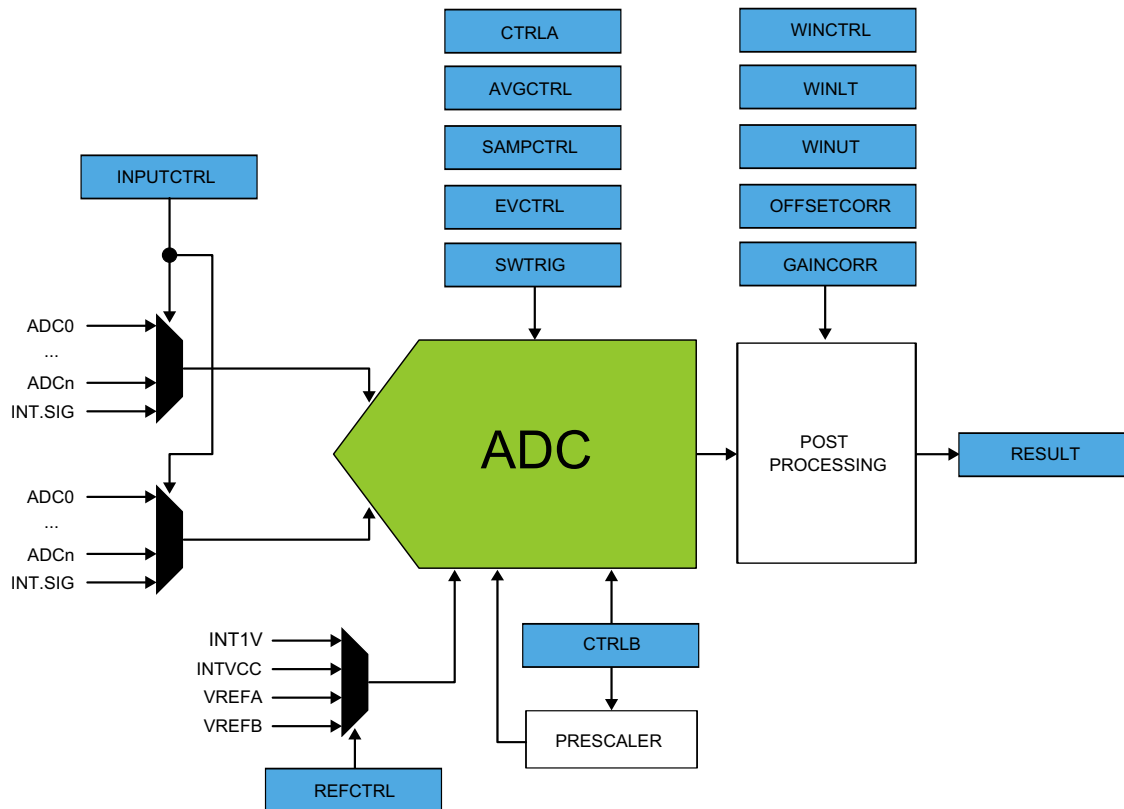 CTRLA
WINCTRL
AVGCTRL
WINLT
SAMPCTRL
WINUT
INPUTCTRL
EVCTRL
OFFSETCORR
SWTRIG
GAINCORR
ADC0
...
ADCn
INT.SIG
ADC
POST
PROCESSING
RESULT
ADC0
...
ADCn
INT.SIG
INT1V
INTVCC
VREFA
VREFB
CTRLB
PRESCALER
REFCTRL